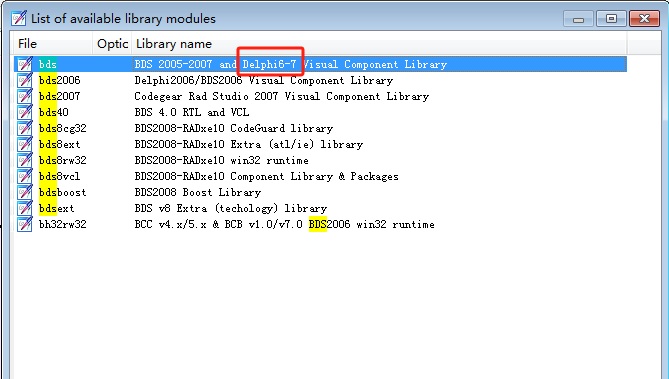 List of available library modules
File Optic Library name
bds BDS 2005-2007 and Delphi6-7 Visual Component Library
bds2006 Delphi2006/BDS2006 Visual Component Library
bds2007 Codegear Rad Studio 2007 Visual Component Library
bds40 BDS 4.0 RTL and VCL
bds8cg32 BDS2008-RADxe10 CodeGuard library
bds8ext BDS2008-RADxe10 Extra (atl/ie) library
bds8rw32 BDS2008-RADxe10 win32 runtime
bds8vcl BDS2008-RADxe10 Component Library & Packages
bdsboost BDS2008 Boost Library
bdsext BDS v8 Extra (techology) library
bh32rw32 BCC v4.x/5.x & BCB v1.0/v7.0 BDS2006 win32 runtime